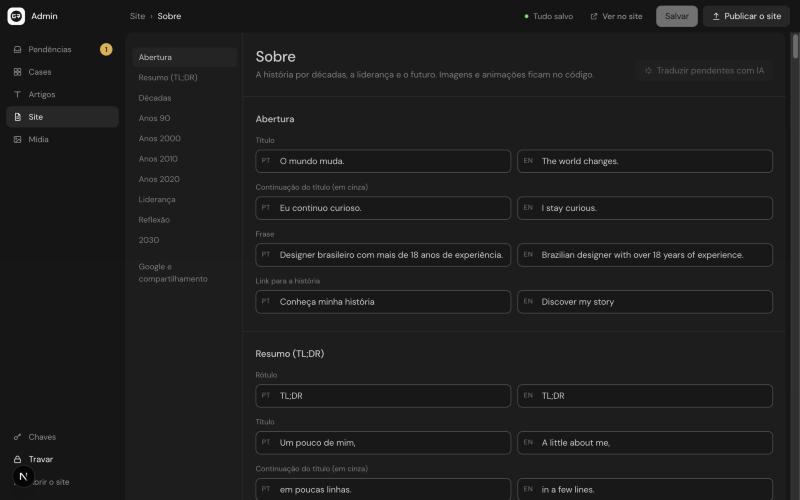 GR
Admin
Site › Sobre
Tudo salvo
Ver no site
Salvar
Publicar o site
Pendências
1
Cases
Artigos
Site
Mídia
Chaves
Travar
N
brir o site
Abertura
Resumo (TL;DR)
Décadas
Anos 90
Anos 2000
Anos 2010
Anos 2020
Liderança
Reflexão
2030
Google e
compartilhamento
Sobre
A história por décadas, a liderança e o futuro. Imagens e animações ficam no código.
Traduzir pendentes com IA
Abertura
Título
PT O mundo muda.
EN The world changes.
Continuação do título (em cinza)
PT Eu continuo curioso.
EN I stay curious.
Frase
PT Designer brasileiro com mais de 18 anos de experiência.
EN Brazilian designer with over 18 years of experience.
Link para a história
PT Conheça minha história
EN Discover my story
Resumo (TL;DR)
Rótulo
PT TL;DR
EN TL;DR
Título
PT Um pouco de mim,
EN A little about me,
Continuação do título (em cinza)
PT em poucas linhas.
EN in a few lines.